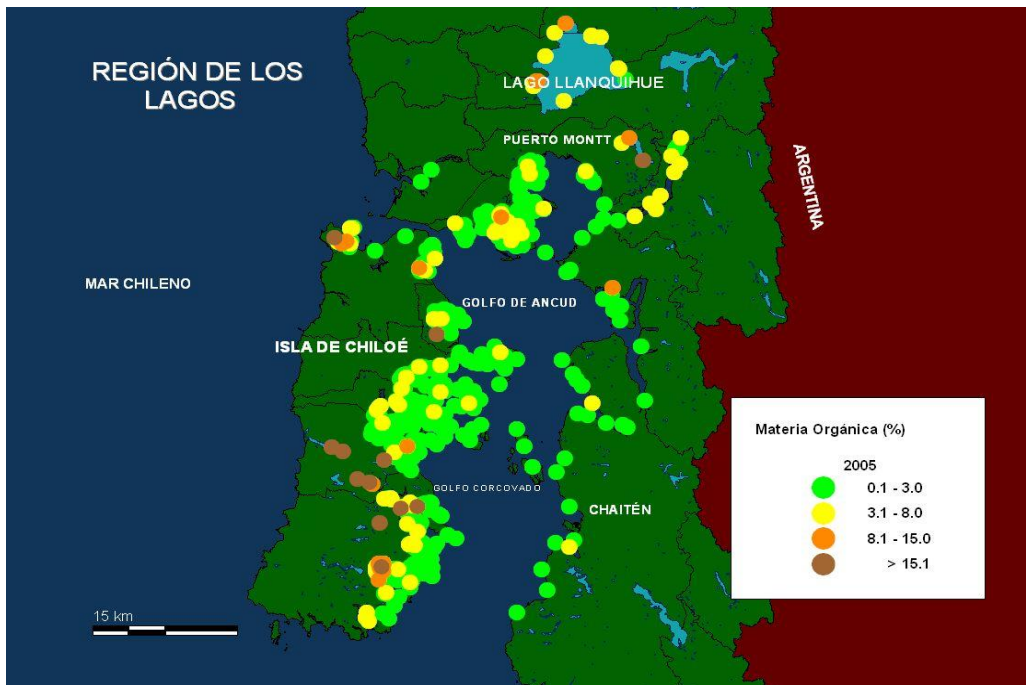 REGIÓN DE LOS
LAGOS
LAGO LLANQUIHUE
PUERTO MONTT
ARGENTINA
MAR CHILENO
GOLFO DE ANCUD
ISLA DE CHILOÉ
GOLFO CORCOVADO
CHAITÉN
Materia Orgánica (%)
2005
0.1 - 3.0
3.1 - 8.0
8.1 - 15.0
> 15.1
15 km